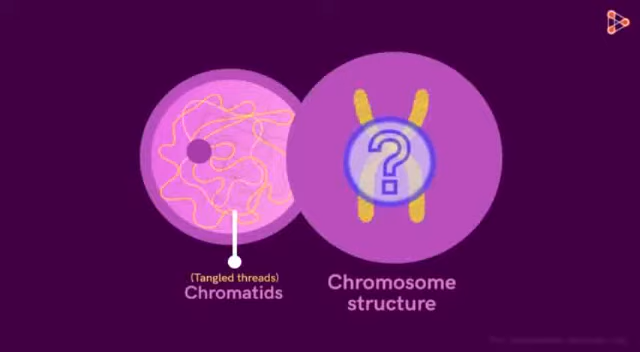 ?
(Tangled threads)
Chromatids
Chromosome
structure